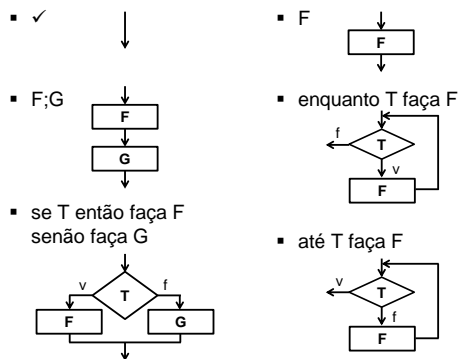 ▪ ✓
▪ F;G
F
G
▪ se T então faça F
senão faça G
v
T
f
F
G
▪ F
F
▪ enquanto T faça F
f
T
v
F
▪ até T faça F
v
T
f
F